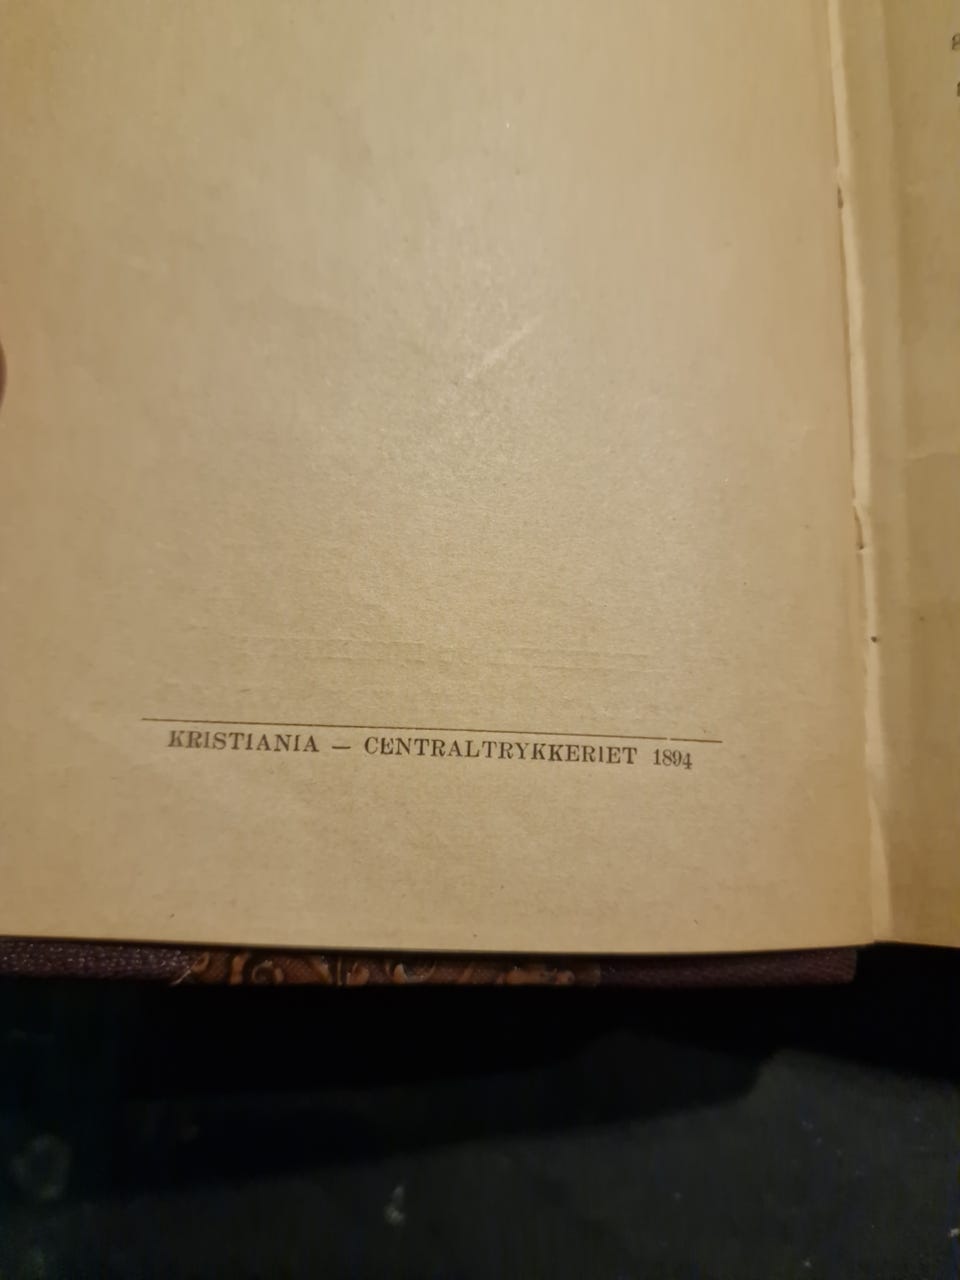 KRISTIANIA — CENTRALTRYKKERIET 1894